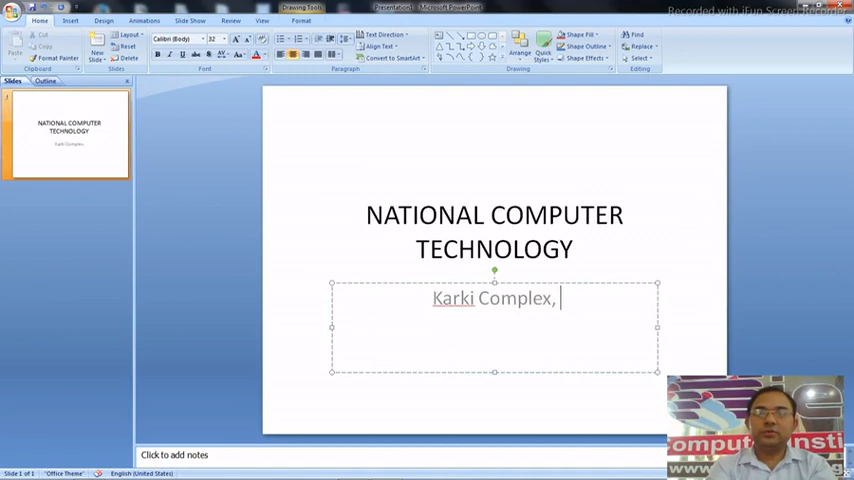 Drawing Tools
Presentation1
Microsoft PowerPoint
Recorded with iFun Screen Recorder
Home Insert Design Animations Slide Show Review View Format
Cut Layout Calibri (Body) 32 Text Direction Shape Fill Find
Copy Reset Align Text Shape Outline Replace
Paste Format Painter New Slide Delete Convert to SmartArt Arrange Quick Styles Shape Effects Select
Clipboard Slides Font Paragraph Drawing Editing
Slides Outline
NATIONAL COMPUTER
TECHNOLOGY
Karki Complex,
NATIONAL COMPUTER
TECHNOLOGY
Karki Complex,
Click to add notes
Slide 1 of 1 "Office Theme" English (United States)